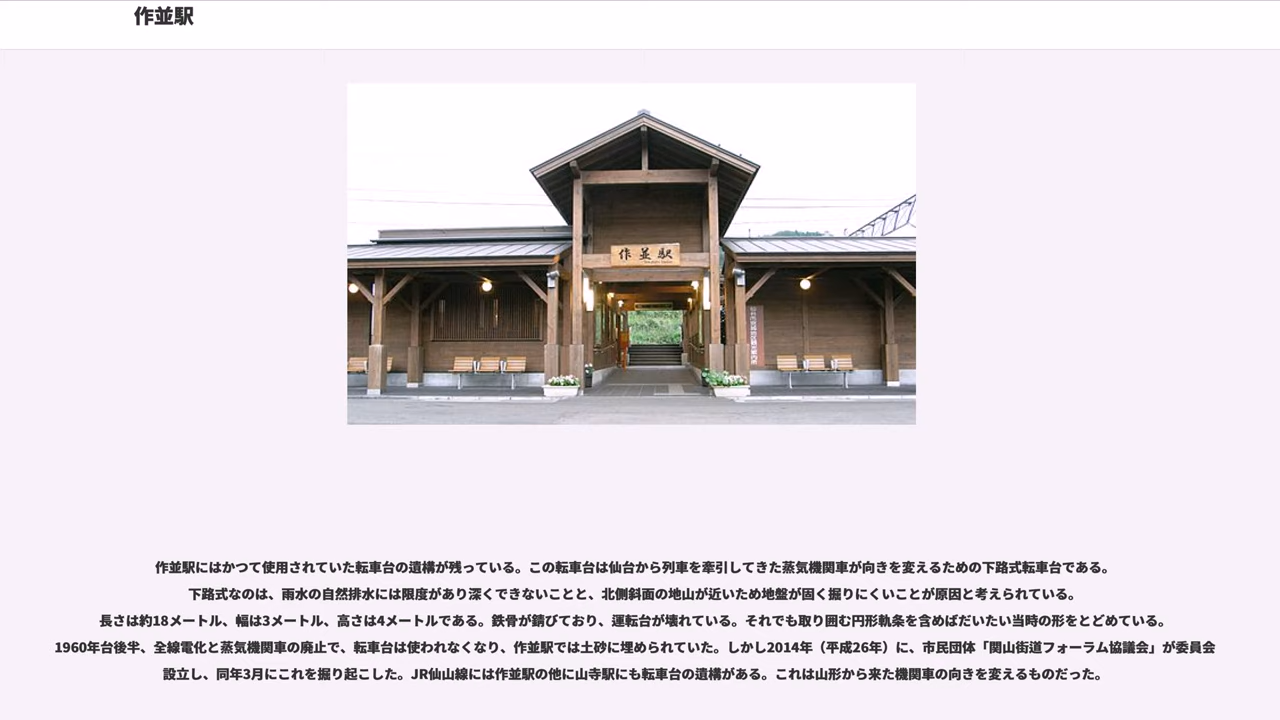 作並駅
作並駅
作並駅にはかつて使用されていた転車台の遺構が残っている。この転車台は仙台から列車を牽引してきた蒸気機関車が向きを変えるための下路式転車台である。
下路式なのは、雨水の自然排水には限度があり深くできないことと、北側斜面の地山が近いため地盤が固く掘りにくいことが原因と考えられている。
長さは約18メートル、幅は3メートル、高さは4メートルである。鉄骨が錆びており、運転台が壊れている。それでも取り囲む円形軌条を含めばだいたい当時の形をとどめている。
1960年台後半、全線電化と蒸気機関車の廃止で、転車台は使われなくなり、作並駅では土砂に埋められていた。しかし2014年（平成26年）に、市民団体「関山街道フォーラム協議会」が委員会
設立し、同年3月にこれを掘り起こした。JR仙山線には作並駅の他に山寺駅にも転車台の遺構がある。これは山形から来た機関車の向きを変えるものだった。